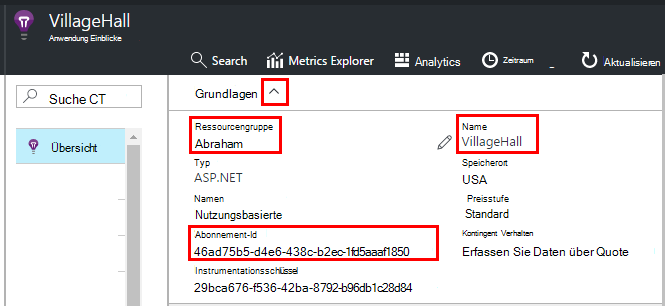 VillageHall
Anwendung Einblicke
Search
Metrics Explorer
Analytics
Zeitraum
Aktualisieren
Suche CT
Übersicht
Grundlagen
Ressourcengruppe
Abraham
Name
VillageHall
Typ
ASP.NET
Speicherort
USA
Namen
Nutzungsbasierte
Preisstufe
Standard
Abonnement-Id
46ad75b5-d4e6-438c-b2ec-1fd5aaaf1850
Kontingent Verhalten
Erfassen Sie Daten über Quote
Instrumentationsschlüssel
29bca676-f536-42ba-8792-b96db1c28d84